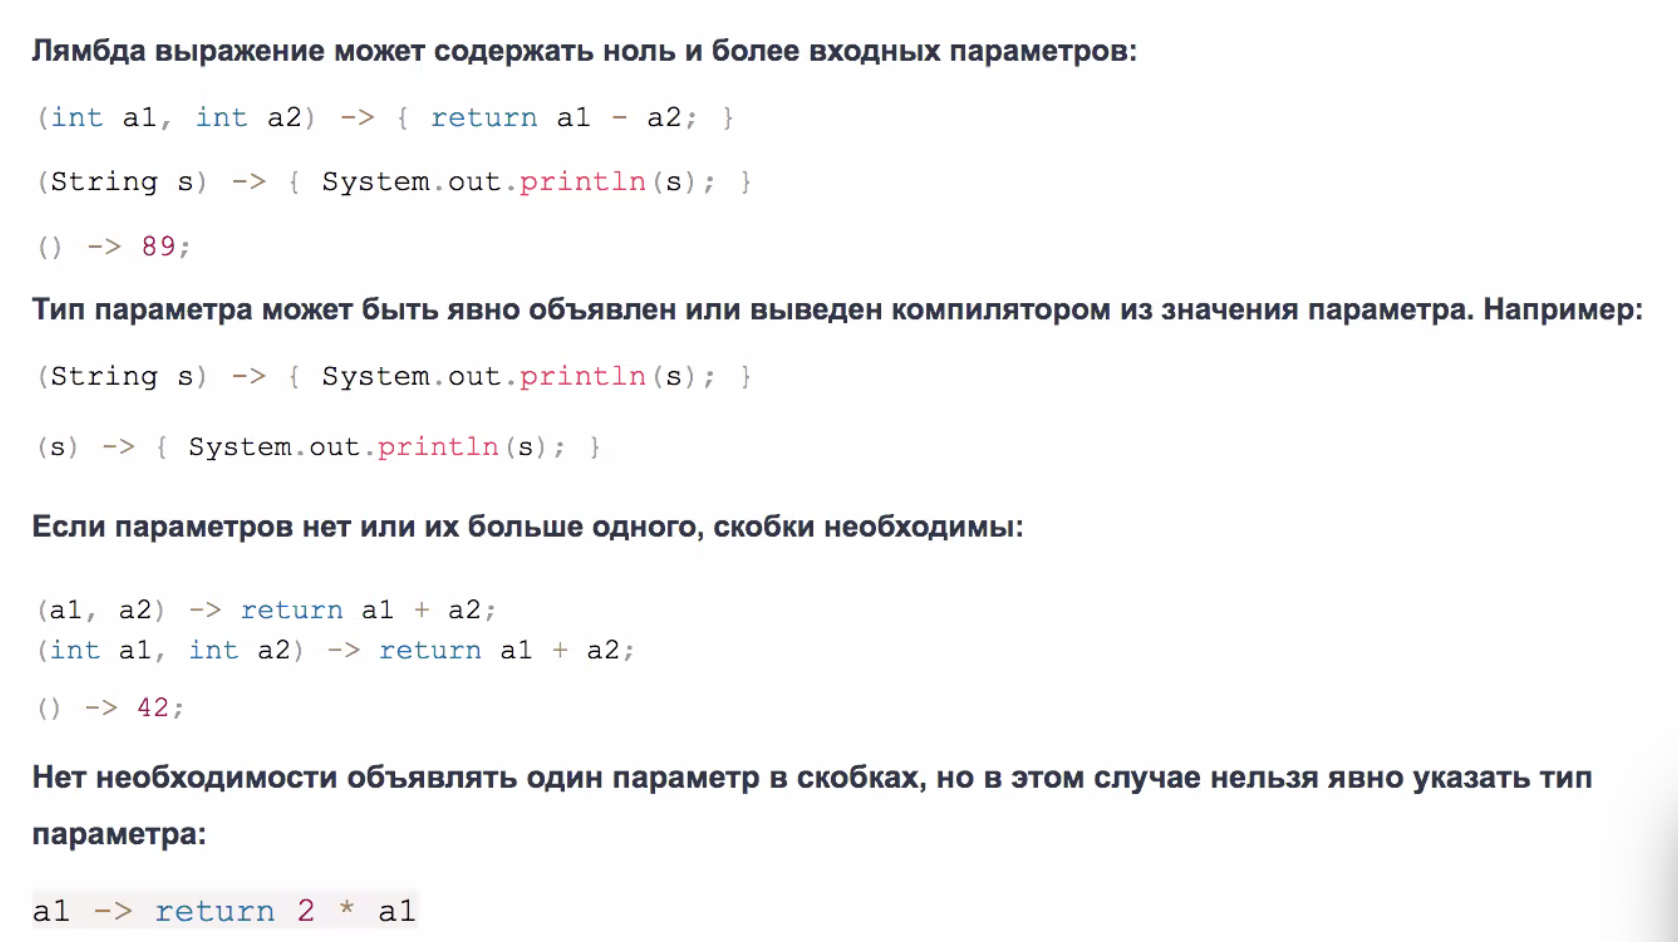 Лямбда выражение может содержать ноль и более входных параметров:
(int a1, int a2) -> { return a1 - a2; }
(String s) -> { System.out.println(s); }
() -> 89;
Тип параметра может быть явно объявлен или выведен компилятором из значения параметра. Например:
(String s) -> { System.out.println(s); }
(s) -> { System.out.println(s); }
Если параметров нет или их больше одного, скобки необходимы:
(a1, a2) -> return a1 + a2;
(int a1, int a2) -> return a1 + a2;
() -> 42;
Нет необходимости объявлять один параметр в скобках, но в этом случае нельзя явно указать тип
параметра:
a1 -> return 2 * a1